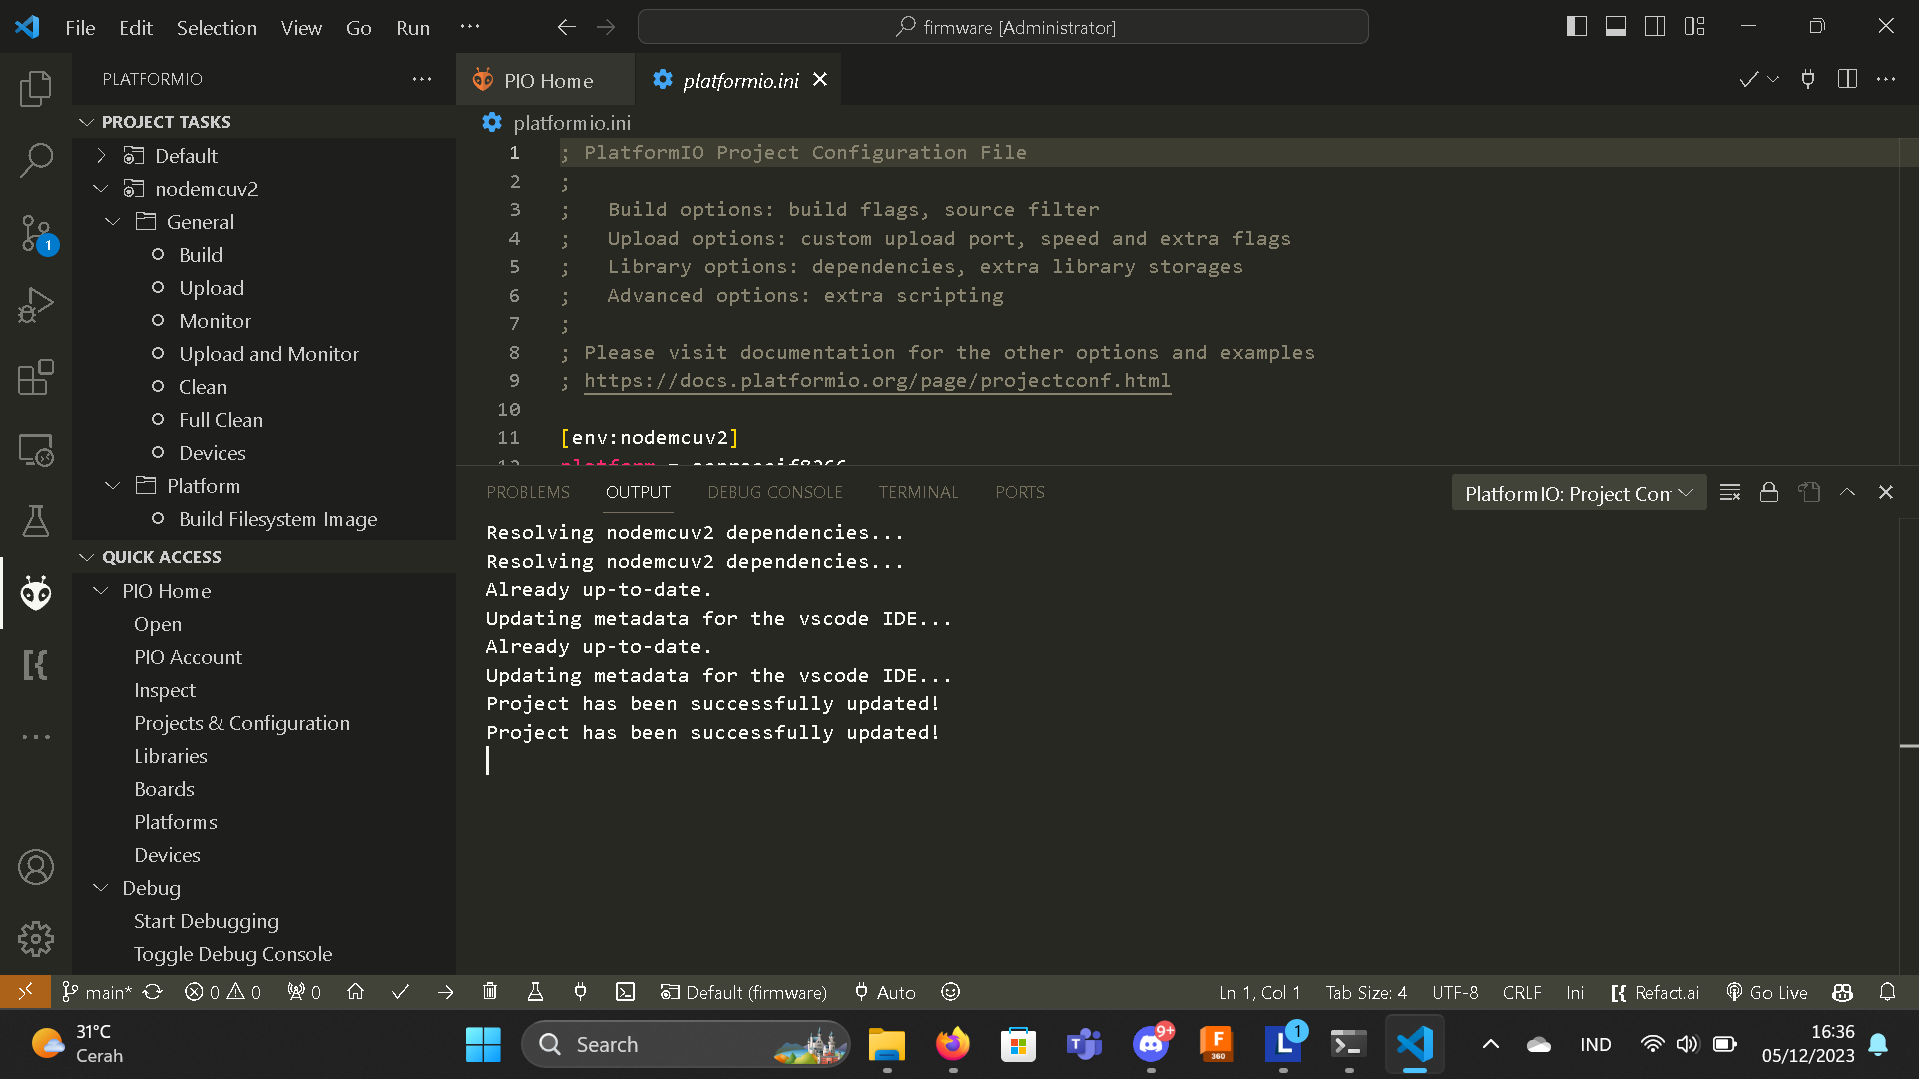 File Edit Selection View Go Run ···
firmware [Administrator]
PLATFORMIO
PROJECT TASKS
Default
nodemcuv2
General
Build
Upload
Monitor
Upload and Monitor
Clean
Full Clean
Devices
Platform
Build Filesystem Image
QUICK ACCESS
PIO Home
Open
PIO Account
Inspect
Projects & Configuration
Libraries
Boards
Platforms
Devices
Debug
Start Debugging
Toggle Debug Console
1
PIO Home
platformio.ini
platformio.ini
1 ; PlatformIO Project Configuration File
2 ;
3 ;   Build options: build flags, source filter
4 ;   Upload options: custom upload port, speed and extra flags
5 ;   Library options: dependencies, extra library storages
6 ;   Advanced options: extra scripting
7 ;
8 ; Please visit documentation for the other options and examples
9 ; https://docs.platformio.org/page/projectconf.html
10
11 [env:nodemcuv2]
12 platform = espressif8266
PROBLEMS OUTPUT DEBUG CONSOLE TERMINAL PORTS
PlatformIO: Project Con
Resolving nodemcuv2 dependencies...
Resolving nodemcuv2 dependencies...
Already up-to-date.
Updating metadata for the vscode IDE...
Already up-to-date.
Updating metadata for the vscode IDE...
Project has been successfully updated!
Project has been successfully updated!
main* 0 0 0 Default (firmware) Auto
Ln 1, Col 1 Tab Size: 4 UTF-8 CRLF Ini Refact.ai Go Live
31°C
Cerah
Search
9+
F
360
L
1
IND
16:36
05/12/2023